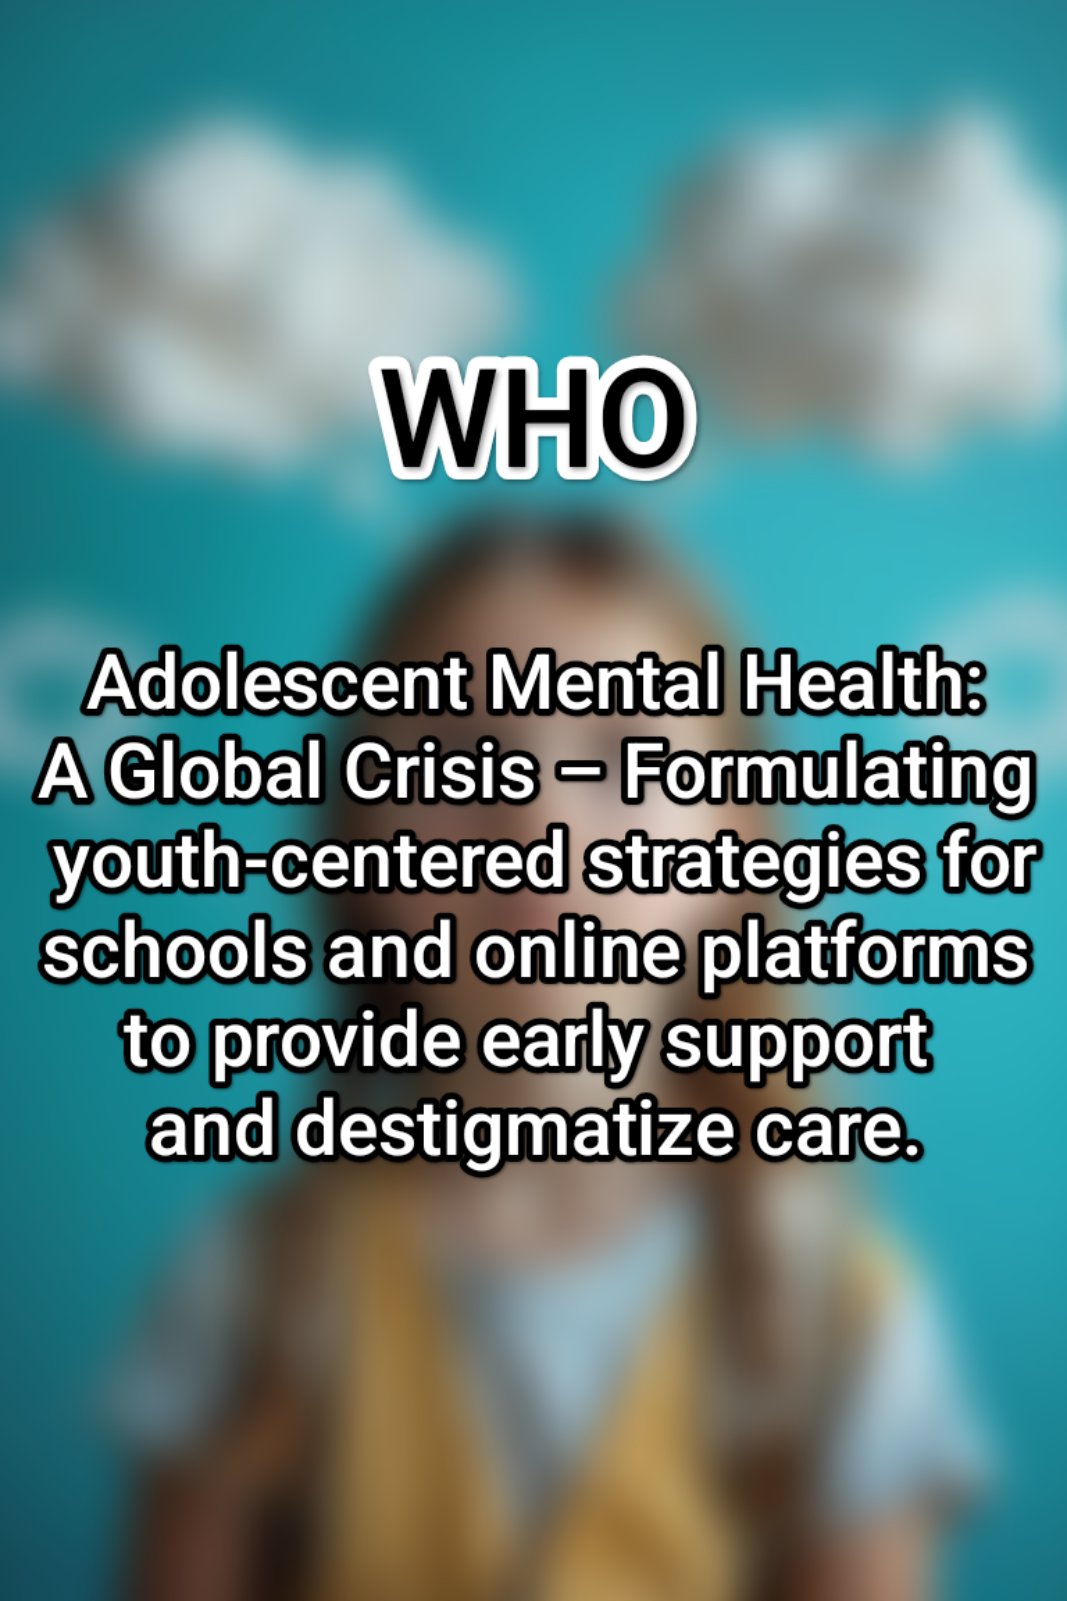 WHO
Adolescent Mental Health:
A Global Crisis – Formulating
youth-centered strategies for
schools and online platforms
to provide early support
and destigmatize care.